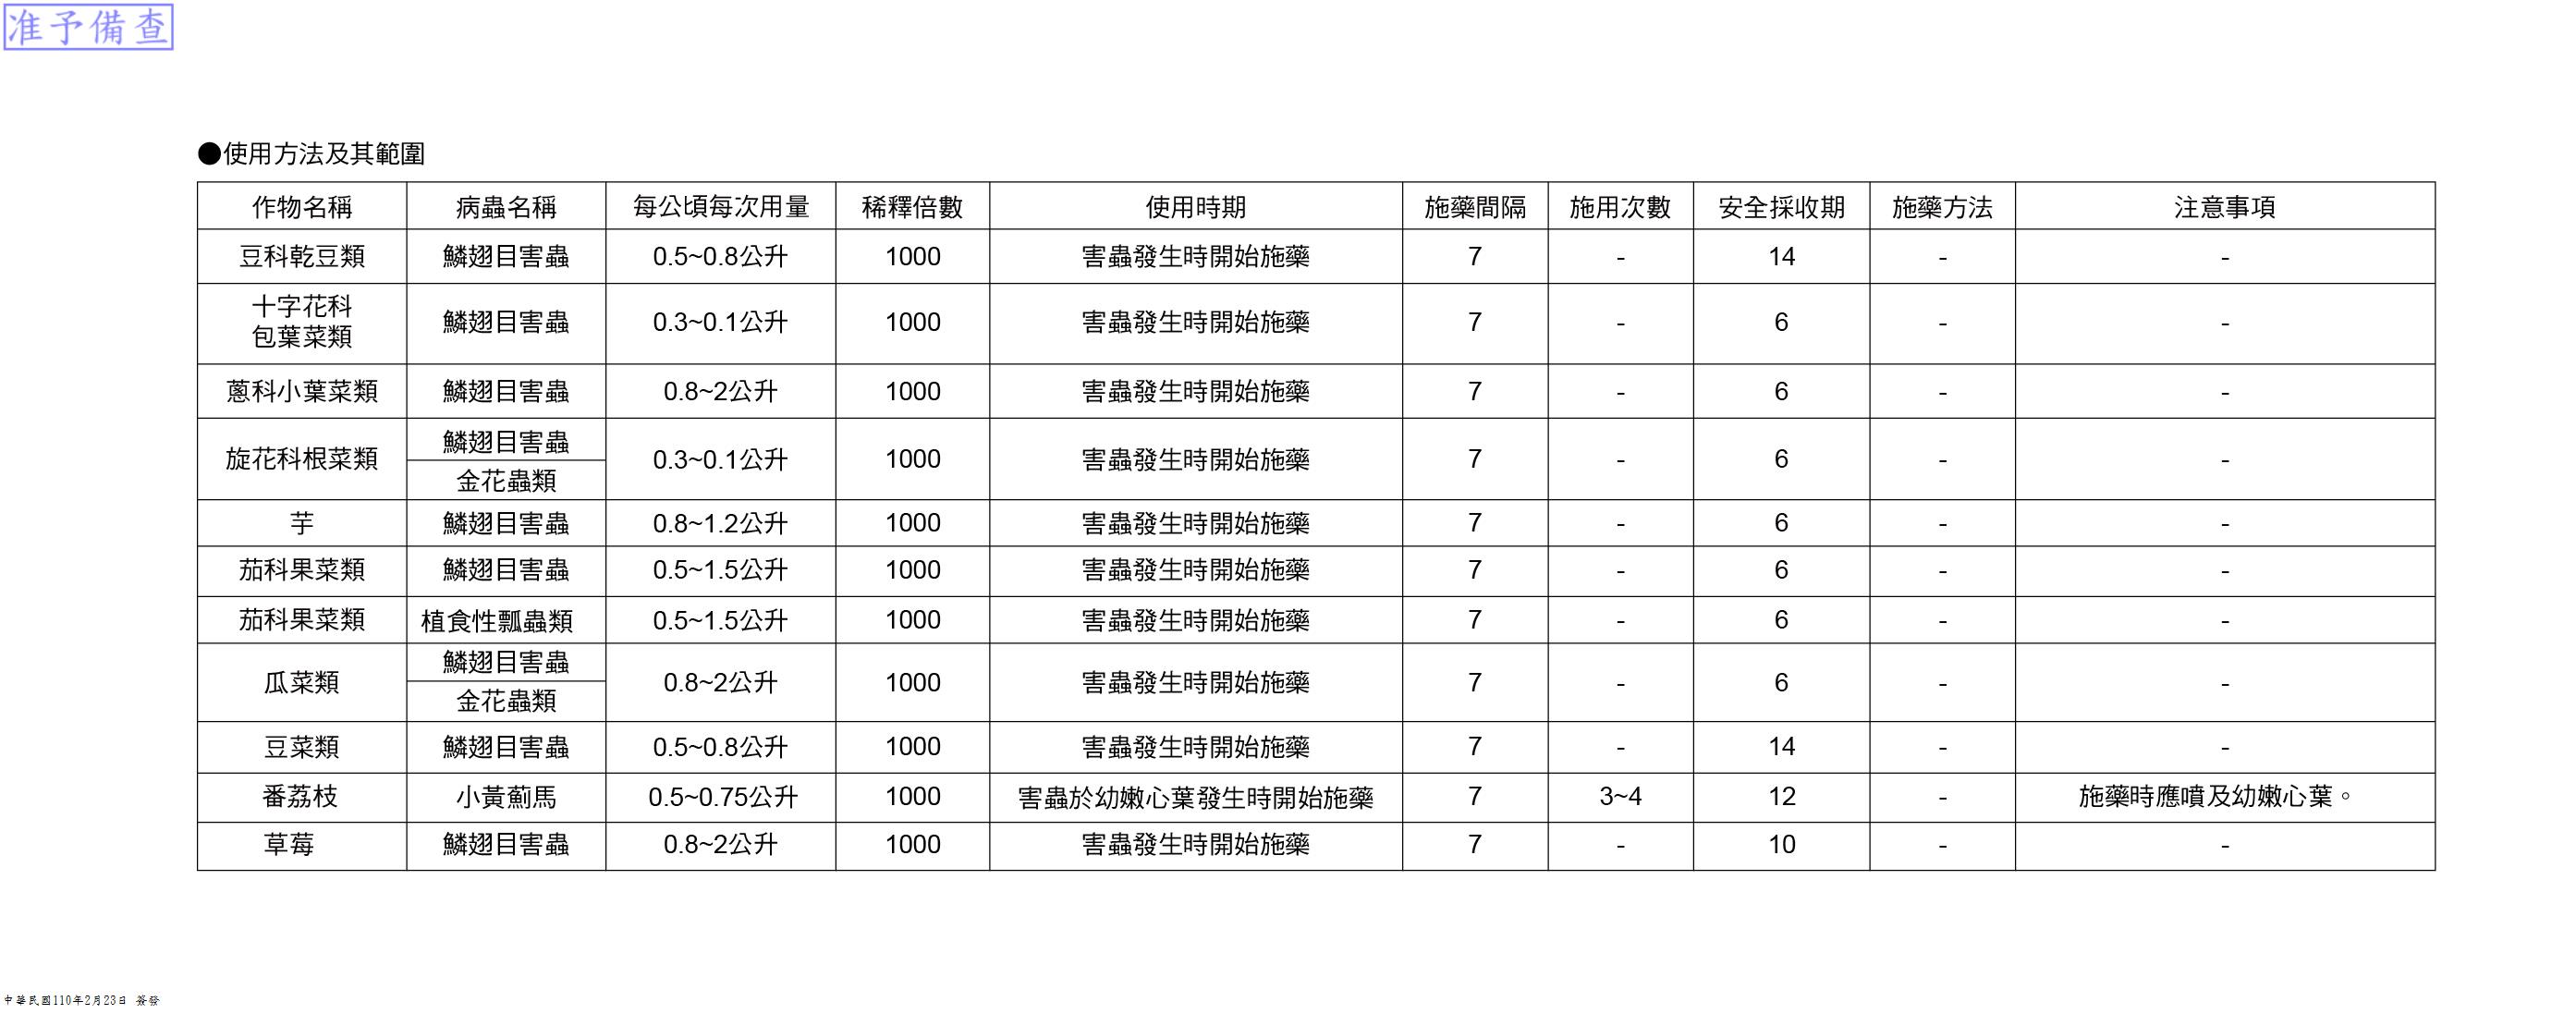 准予備查
●使用方法及其範圍
作物名稱 病蟲名稱 每公頃每次用量 稀釋倍數 使用時期 施藥間隔 施用次數 安全採收期 施藥方法 注意事項
豆科乾豆類 鱗翅目害蟲 0.5~0.8公升 1000 害蟲發生時開始施藥 7 - 14 - -
十字花科
包葉菜類 鱗翅目害蟲 0.3~0.1公升 1000 害蟲發生時開始施藥 7 - 6 - -
蔥科小葉菜類 鱗翅目害蟲 0.8~2公升 1000 害蟲發生時開始施藥 7 - 6 - -
旋花科根菜類 鱗翅目害蟲 0.3~0.1公升 1000 害蟲發生時開始施藥 7 - 6 - -
金花蟲類
芋 鱗翅目害蟲 0.8~1.2公升 1000 害蟲發生時開始施藥 7 - 6 - -
茄科果菜類 鱗翅目害蟲 0.5~1.5公升 1000 害蟲發生時開始施藥 7 - 6 - -
茄科果菜類 植食性瓢蟲類 0.5~1.5公升 1000 害蟲發生時開始施藥 7 - 6 - -
瓜菜類 鱗翅目害蟲 0.8~2公升 1000 害蟲發生時開始施藥 7 - 6 - -
金花蟲類
豆菜類 鱗翅目害蟲 0.5~0.8公升 1000 害蟲發生時開始施藥 7 - 14 - -
番荔枝 小黃薊馬 0.5~0.75公升 1000 害蟲於幼嫩心葉發生時開始施藥 7 3~4 12 - 施藥時應噴及幼嫩心葉。
草莓 鱗翅目害蟲 0.8~2公升 1000 害蟲發生時開始施藥 7 - 10 - -
中華民國110年2月23日 簽發